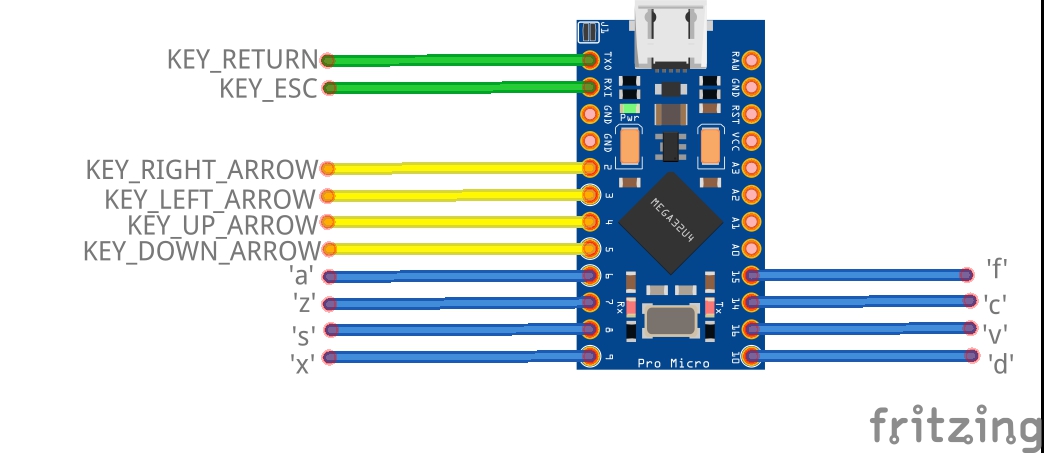 J1
KEY_RETURN TXO RAW
KEY_ESC RXI GND
GND RST
Pwr
GND VCC
KEY_RIGHT_ARROW 2 A3
KEY_LEFT_ARROW 3 A2
KEY_UP_ARROW 4 A1
MEGA32U4
KEY_DOWN_ARROW 5 A0
'a' 6 15 'f'
'z' 7 14 'c'
Rx Tx
's' 8 16 'v'
'x' 9 10 'd'
Pro Micro
fritzing